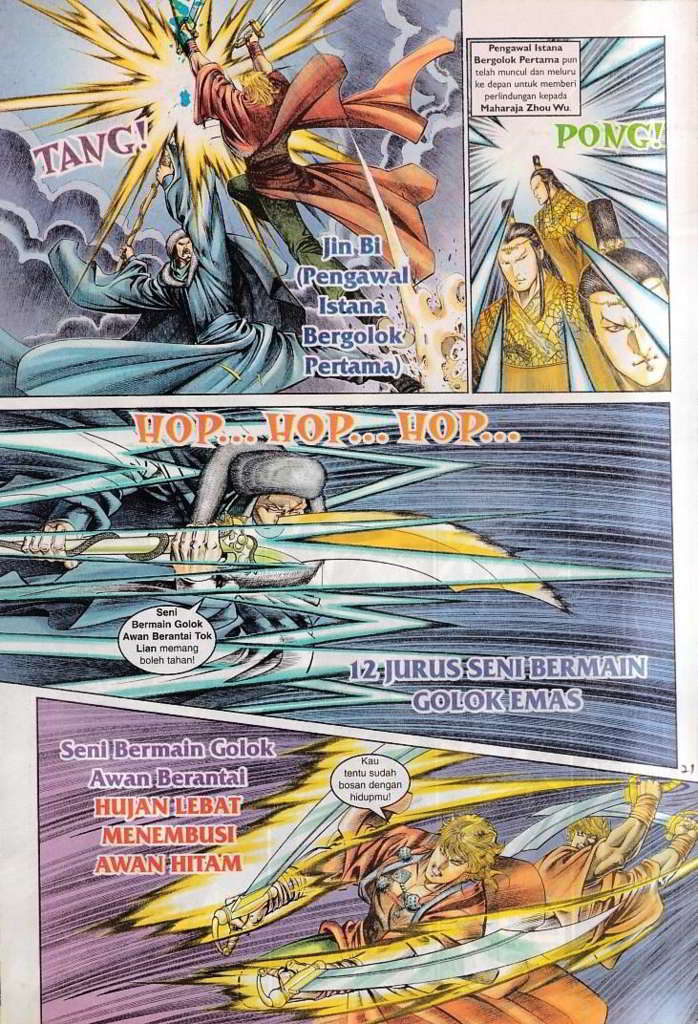 TANG!
Jin Bi
(Pengawal
Istana
Bergolok
Pertama)
Pengawal Istana
Bergolok Pertama pun
telah muncul dan meluru
ke depan untuk memberi
perlindungan kepada
Maharaja Zhou Wu.
PONG!
HOP... HOP... HOP...
Seni
Bermain Golok
Awan Berantai Tok
Lian memang
boleh tahan!
12 JURUS SENI BERMAIN
GOLOK EMAS
Seni Bermain Golok
Awan Berantai
HUJAN LEBAT
MENEMBUSI
AWAN HITAM
Kau
tentu sudah
bosan dengan
hidupmu!
21